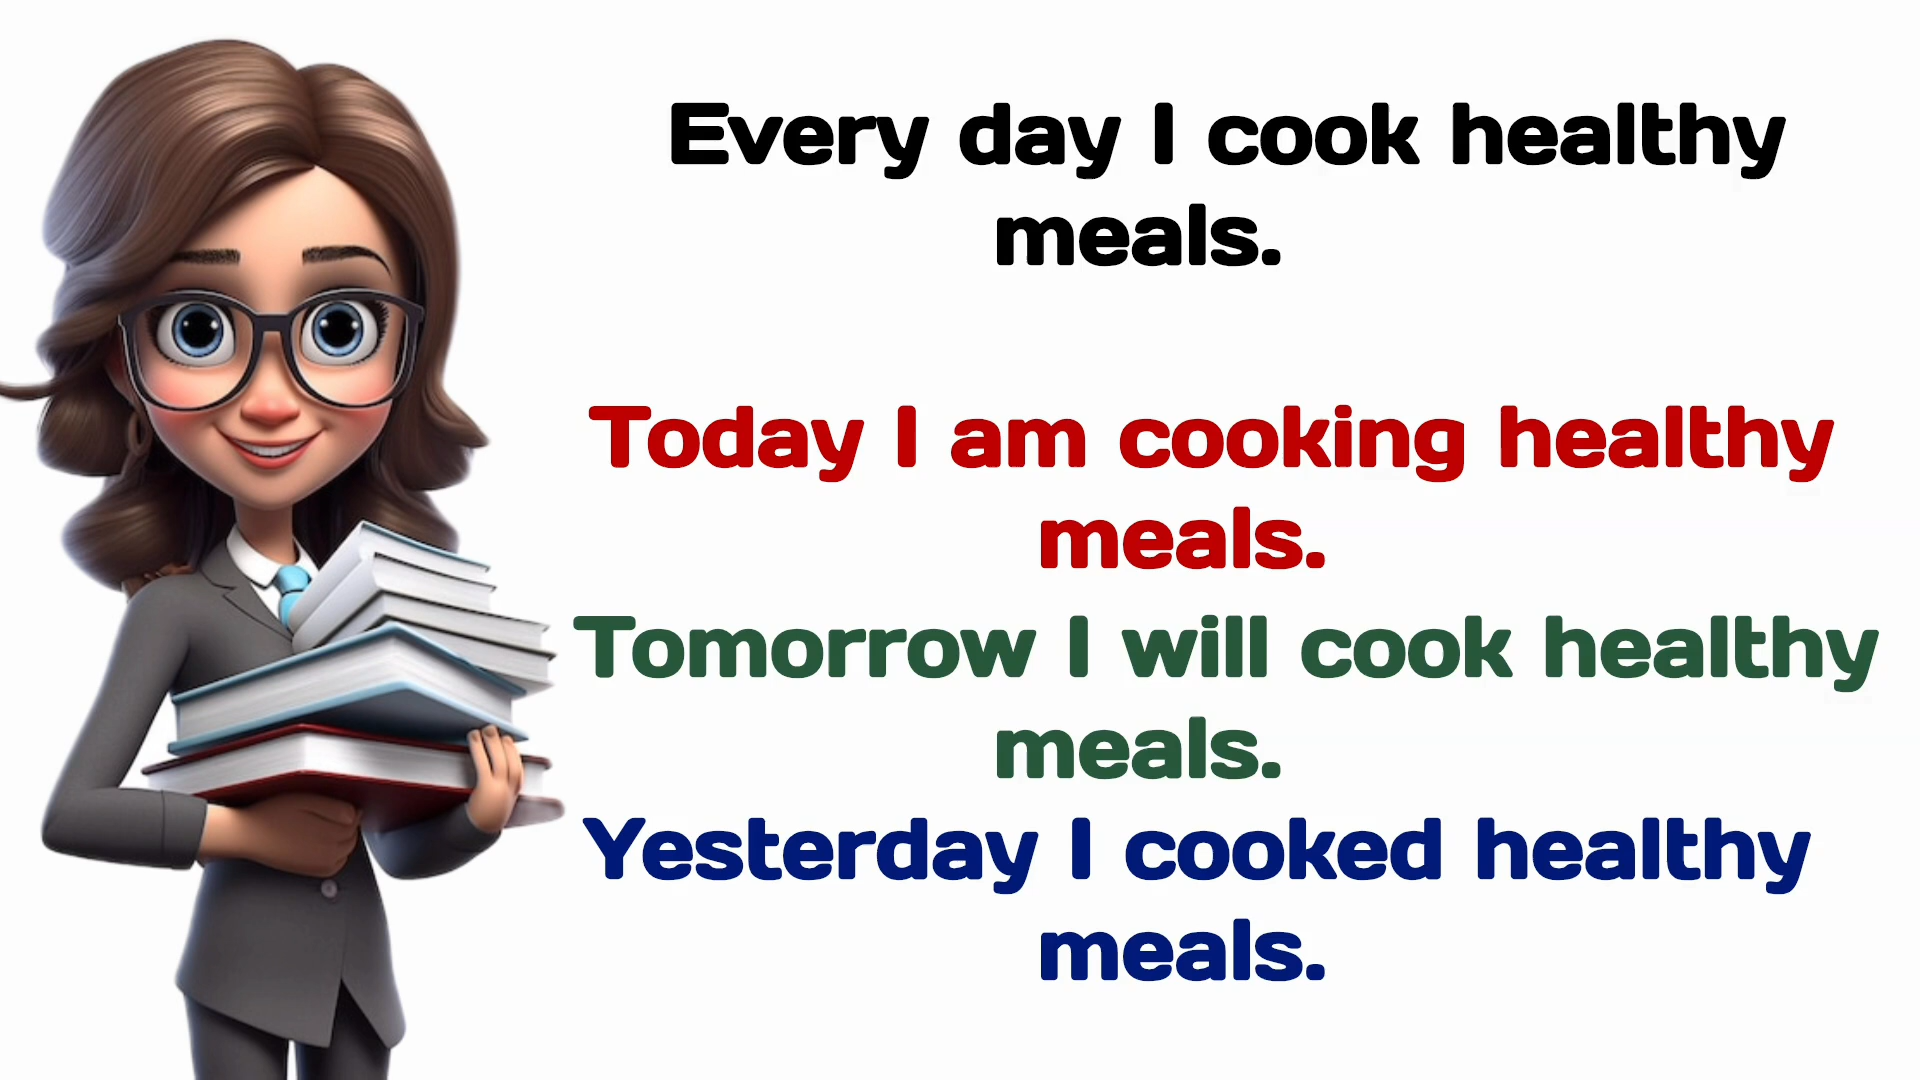 Every day I cook healthy
meals.
Today I am cooking healthy
meals.
Tomorrow I will cook healthy
meals.
Yesterday I cooked healthy
meals.